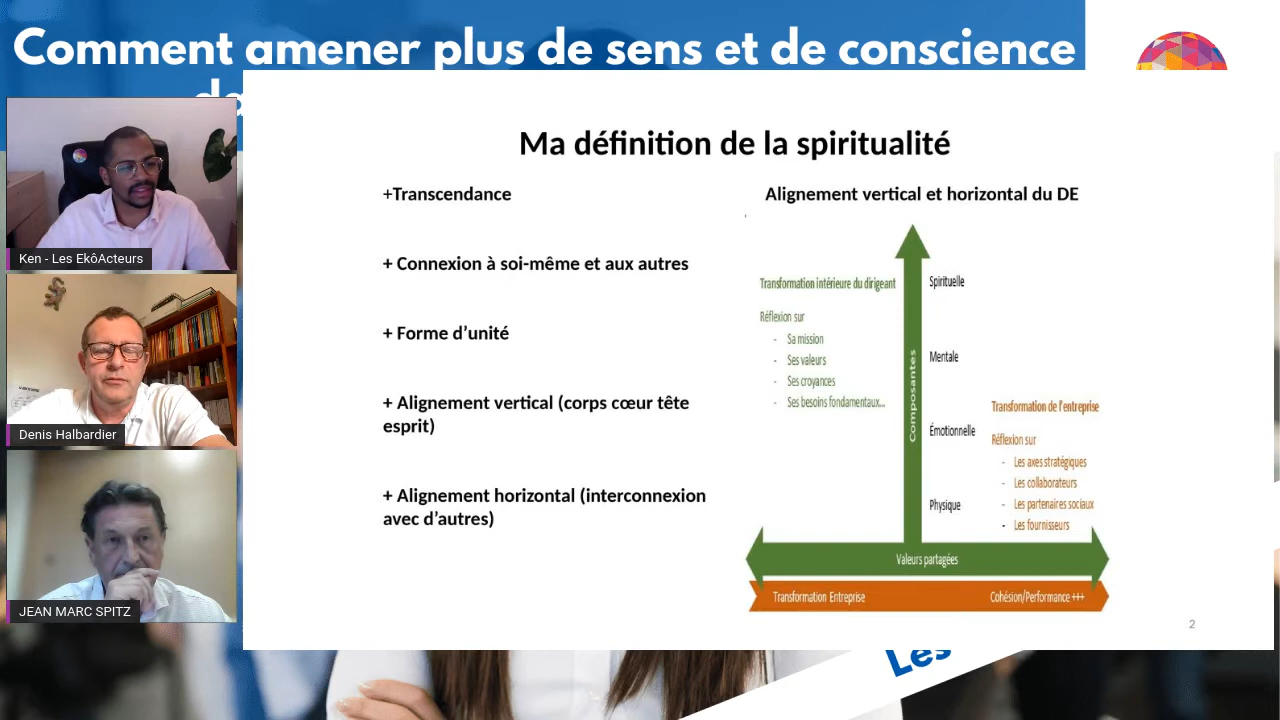 Comment amener plus de sens et de conscience
da
Ken - Les EkôActeurs
Denis Halbardier
JEAN MARC SPITZ
Ma définition de la spiritualité
+Transcendance
+ Connexion à soi-même et aux autres
+ Forme d’unité
+ Alignement vertical (corps cœur tête
esprit)
+ Alignement horizontal (interconnexion
avec d’autres)
Alignement vertical et horizontal du DE
Transformation intérieure du dirigeant
Réflexion sur
- Sa mission
- Ses valeurs
- Ses croyances
- Ses besoins fondamentaux...
Composantes
Spirituelle
Mentale
Émotionnelle
Physique
Transformation de l'entreprise
Réflexion sur
- Les axes stratégiques
- Les collaborateurs
- Les partenaires sociaux
- Les fournisseurs
Valeurs partagées
Transformation Entreprise
Cohésion/Performance +++
2
Les